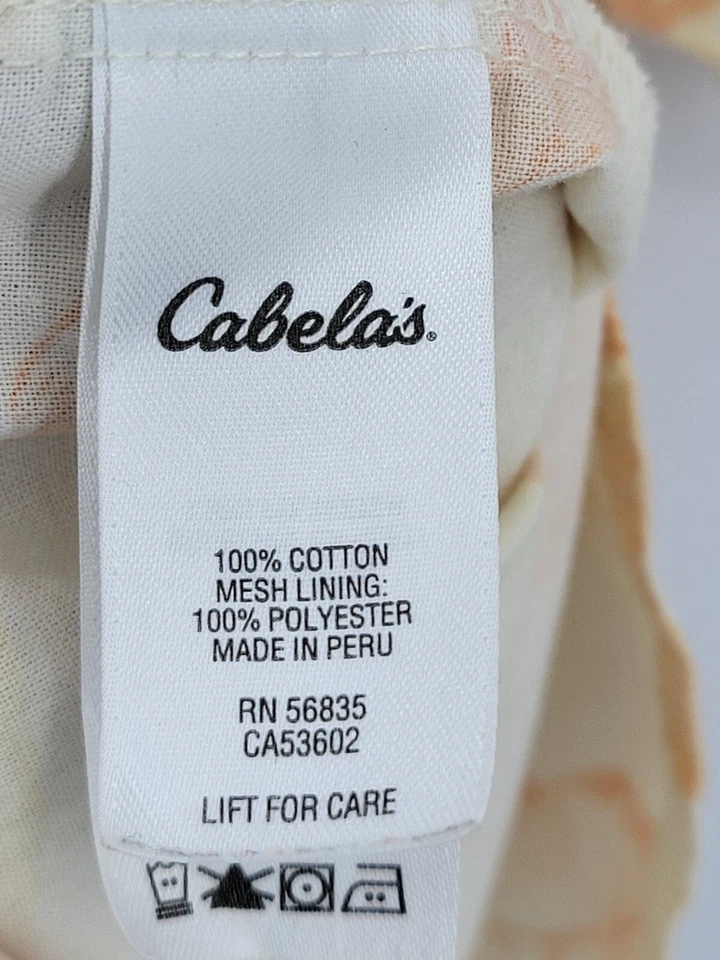 Cabela's®
100% COTTON
MESH LINING:
100% POLYESTER
MADE IN PERU
RN 56835
CA53602
LIFT FOR CARE